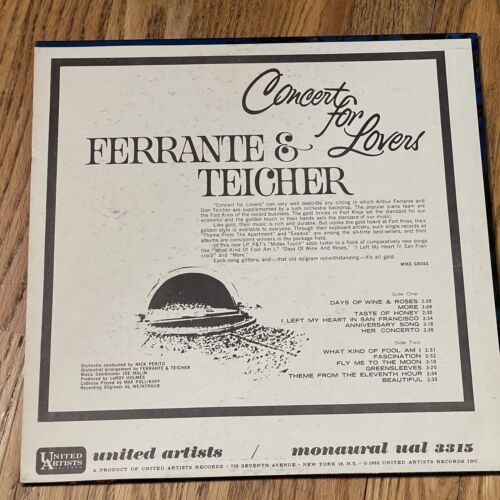 Concert
for
Lovers
FERRANTE &
TEICHER
"Concert for Lovers" can very well describe any sitting in which Arthur Ferrante and
Don Teicher are supplemented by a lush orchestra backdrop. The popular piano team are
the Fort Knox of the record business. The gold bricks in Fort Knox set the standard for our
economy and the golden touch in their hands sets the standard of our music.
Like gold, their music is rich and durable. But unlike the gold hoard at Fort Knox, they
golden style is available to everyone. Through their keyboard artistry, such single records as
"Theme From The Apartment" and "Exodus" are among the all-time best-sellers, and their
albums are consistent winners in the package field.
In this new LP, F&T's "Midas Touch" adds luster to a flock of comparatively new songs
like "What Kind Of Fool Am I," "Days Of Wine And Roses," "I Left My Heart In San Fran-
cisco" and "More."
Each song glitters, and— that old epigram notwithstanding—it's all gold.
MIKE GROSS
Side One
DAYS OF WINE & ROSES 2:39
MORE 2:09
TASTE OF HONEY 2:30
I LEFT MY HEART IN SAN FRANCISCO 2:34
ANNIVERSARY SONG 3:16
HER CONCERTO 2:36
Side Two
WHAT KIND OF FOOL AM I 2:51
FASCINATION 2:52
FLY ME TO THE MOON 2:10
GREENSLEEVES 3:25
THEME FROM THE ELEVENTH HOUR 2:04
BEAUTIFUL 2:35
Orchestra conducted by NICK PERITO
Orchestral arrangement by FERRANTE & TEICHER
Music Coordinator JOE MALIN
Produced by LeROY HOLMES
Cadenza Played by MAX POLLIKOFF
Recording Engineer AL WEINTRAUB
UNITED
ARTISTS
RECORDS
united artists / monaural ual 3315
A PRODUCT OF UNITED ARTISTS RECORDS · 729 SEVENTH AVENUE · NEW YORK 19, N.Y. · © 1963, UNITED ARTISTS RECORDS INC.